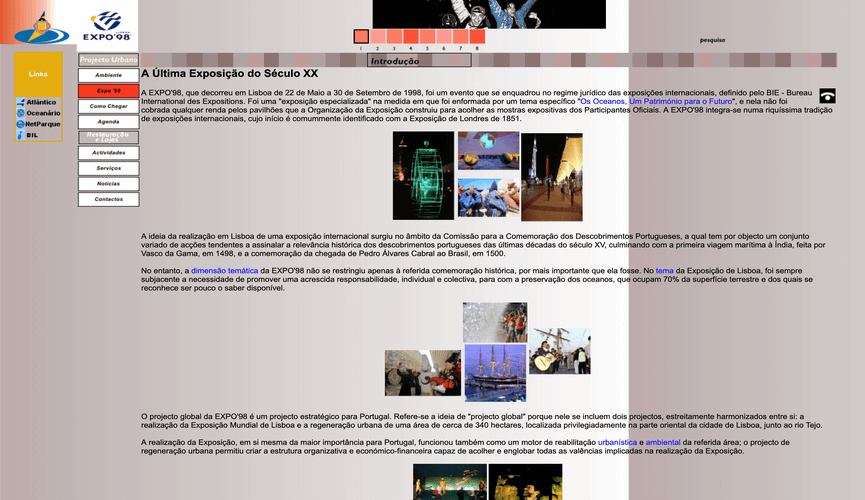 EXPO'98
pesquisa
1 2 3 4 5 6 7 8
Introdução
Links
Atlântico
Oceanário
NetParque
BIL
Projecto Urbano
Ambiente
Expo '98
Como Chegar
Agenda
Restauração
e Lojas
Actividades
Serviços
Notícias
Contactos
A Última Exposição do Século XX
A EXPO'98, que decorreu em Lisboa de 22 de Maio a 30 de Setembro de 1998, foi um evento que se enquadrou no regime jurídico das exposições internacionais, definido pelo BIE - Bureau
International des Expositions. Foi uma "exposição especializada" na medida em que foi enformada por um tema específico "Os Oceanos, Um Património para o Futuro", e nela não foi
cobrada qualquer renda pelos pavilhões que a Organização da Exposição construiu para acolher as mostras expositivas dos Participantes Oficiais. A EXPO'98 integra-se numa riquíssima tradição
de exposições internacionais, cujo início é comummente identificado com a Exposição de Londres de 1851.
A ideia da realização em Lisboa de uma exposição internacional surgiu no âmbito da Comissão para a Comemoração dos Descobrimentos Portugueses, a qual tem por objecto um conjunto
variado de acções tendentes a assinalar a relevância histórica dos descobrimentos portugueses das últimas décadas do século XV, culminando com a primeira viagem marítima à Índia, feita por
Vasco da Gama, em 1498, e a comemoração da chegada de Pedro Álvares Cabral ao Brasil, em 1500.
No entanto, a dimensão temática da EXPO'98 não se restringiu apenas à referida comemoração histórica, por mais importante que ela fosse. No tema da Exposição de Lisboa, foi sempre
subjacente a necessidade de promover uma acrescida responsabilidade, individual e colectiva, para com a preservação dos oceanos, que ocupam 70% da superfície terrestre e dos quais se
reconhece ser pouco o saber disponível.
O projecto global da EXPO'98 é um projecto estratégico para Portugal. Refere-se a ideia de "projecto global" porque nele se incluem dois projectos, estreitamente harmonizados entre si: a
realização da Exposição Mundial de Lisboa e a regeneração urbana de uma área de cerca de 340 hectares, localizada privilegiadamente na parte oriental da cidade de Lisboa, junto ao rio Tejo.
A realização da Exposição, em si mesma da maior importância para Portugal, funcionou também como um motor de reabilitação urbanística e ambiental da referida área; o projecto de
regeneração urbana permitiu criar a estrutura organizativa e económico-financeira capaz de acolher e englobar todas as valências implicadas na realização da Exposição.